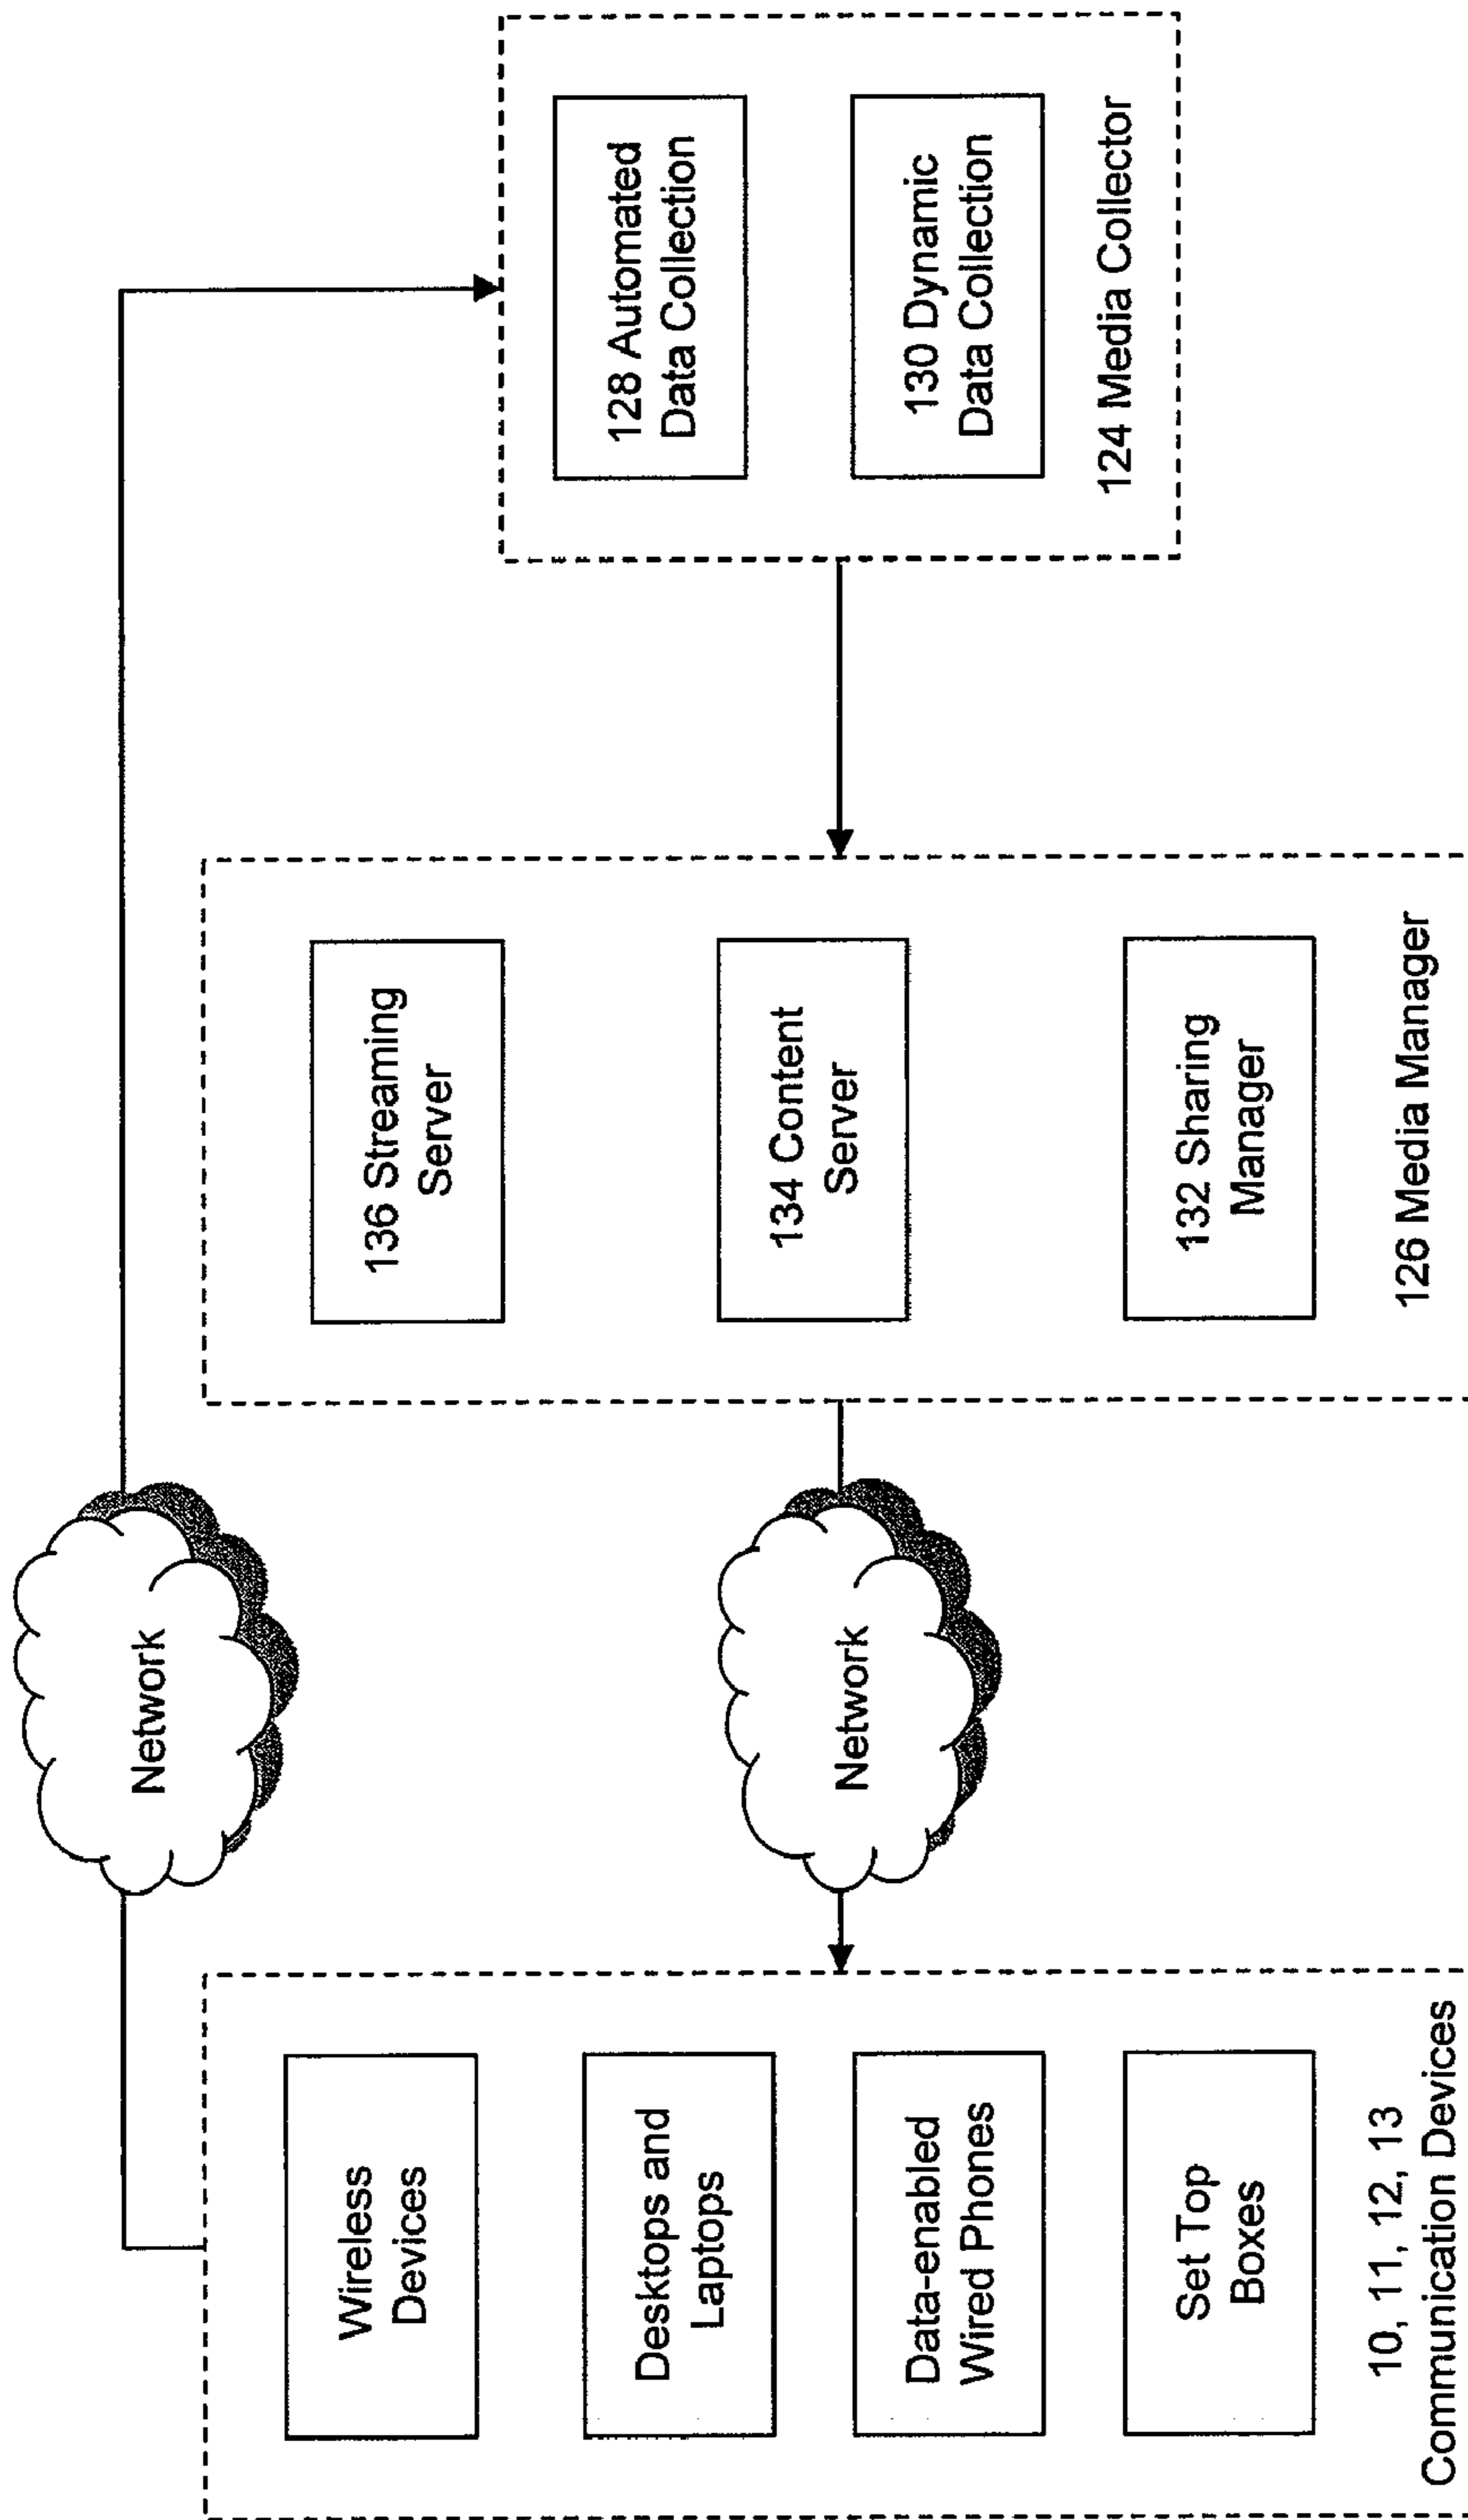 Network
Wireless
Devices
Desktops and
Laptops
Data-enabled
Wired Phones
Set Top
Boxes
10, 11, 12, 13
Communication Devices
Network
136 Streaming
Server
134 Content
Server
132 Sharing
Manager
126 Media Manager
128 Automated
Data Collection
130 Dynamic
Data Collection
124 Media Collector